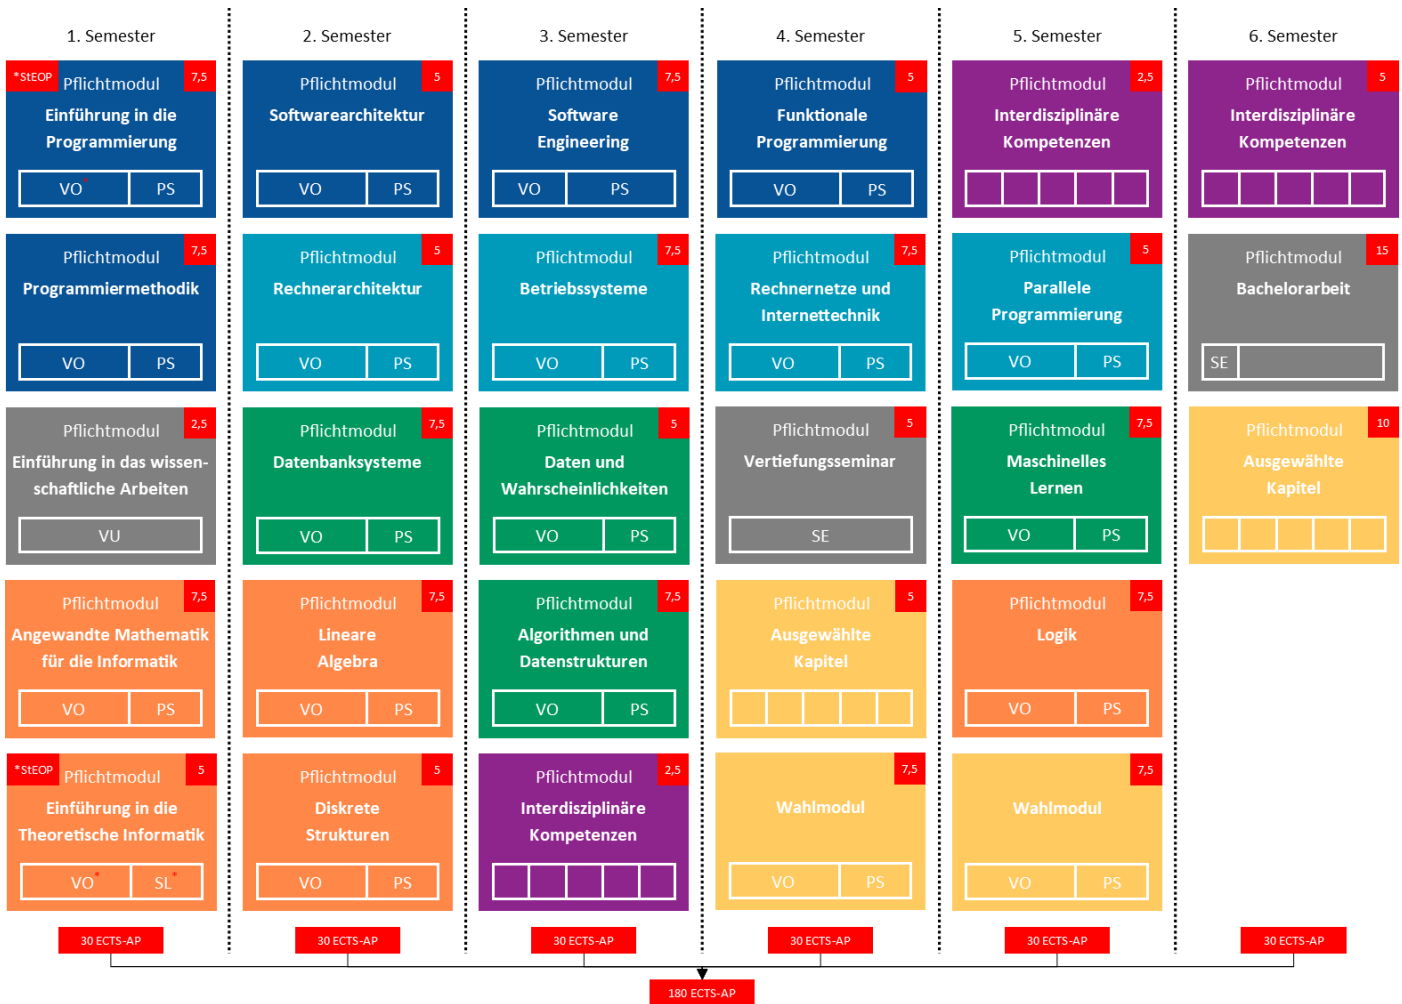 1. Semester
*StEOP
7,5
Pflichtmodul
Einführung in die
Programmierung
VO*
PS
7,5
Pflichtmodul
Programmiermethodik
VO
PS
2,5
Pflichtmodul
Einführung in das wissen-
schaftliche Arbeiten
VU
7,5
Pflichtmodul
Angewandte Mathematik
für die Informatik
VO
PS
*StEOP
5
Pflichtmodul
Einführung in die
Theoretische Informatik
VO*
SL*
30 ECTS-AP
2. Semester
5
Pflichtmodul
Softwarearchitektur
VO
PS
5
Pflichtmodul
Rechnerarchitektur
VO
PS
7,5
Pflichtmodul
Datenbanksysteme
VO
PS
7,5
Pflichtmodul
Lineare
Algebra
VO
PS
5
Pflichtmodul
Diskrete
Strukturen
VO
PS
30 ECTS-AP
3. Semester
7,5
Pflichtmodul
Software
Engineering
VO
PS
7,5
Pflichtmodul
Betriebssysteme
VO
PS
5
Pflichtmodul
Daten und
Wahrscheinlichkeiten
VO
PS
7,5
Pflichtmodul
Algorithmen und
Datenstrukturen
VO
PS
2,5
Pflichtmodul
Interdisziplinäre
Kompetenzen
30 ECTS-AP
4. Semester
5
Pflichtmodul
Funktionale
Programmierung
VO
PS
7,5
Pflichtmodul
Rechnernetze und
Internettechnik
VO
PS
5
Pflichtmodul
Vertiefungsseminar
SE
5
Pflichtmodul
Ausgewählte
Kapitel
7,5
Wahlmodul
VO
PS
30 ECTS-AP
5. Semester
2,5
Pflichtmodul
Interdisziplinäre
Kompetenzen
5
Pflichtmodul
Parallele
Programmierung
VO
PS
7,5
Pflichtmodul
Maschinelles
Lernen
VO
PS
7,5
Pflichtmodul
Logik
VO
PS
7,5
Wahlmodul
VO
PS
30 ECTS-AP
6. Semester
5
Pflichtmodul
Interdisziplinäre
Kompetenzen
15
Pflichtmodul
Bachelorarbeit
SE
10
Pflichtmodul
Ausgewählte
Kapitel
30 ECTS-AP
180 ECTS-AP